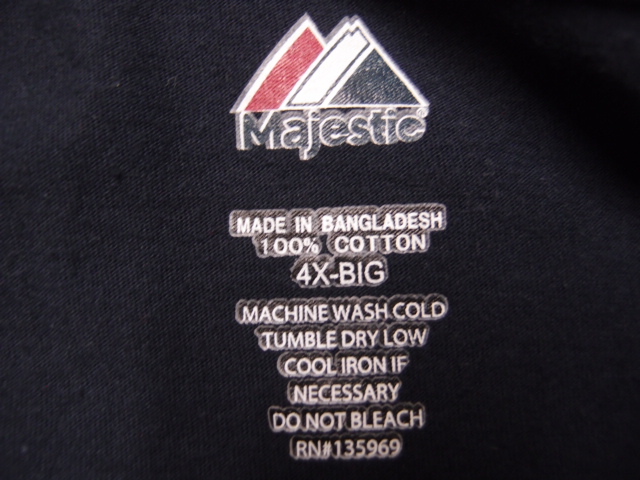 Majestic®
MADE IN BANGLADESH
100% COTTON
4X-BIG
MACHINE WASH COLD
TUMBLE DRY LOW
COOL IRON IF
NECESSARY
DO NOT BLEACH
RN#135969